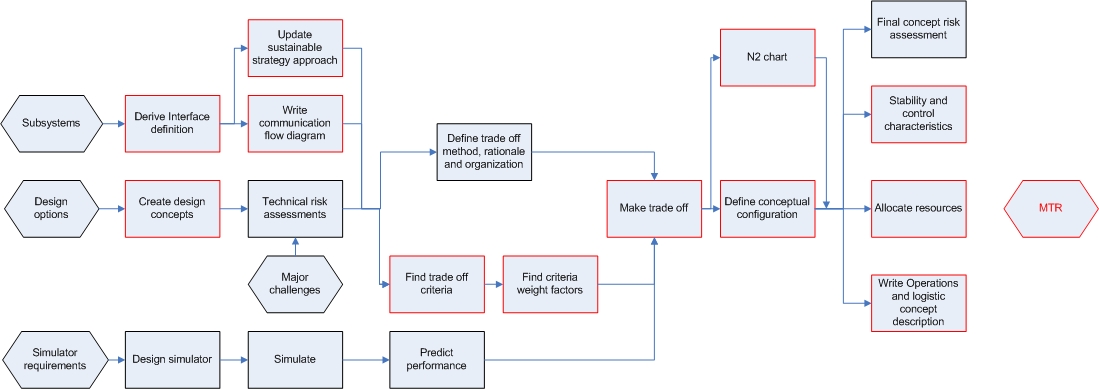 Final concept risk
assessment
Update
sustainable
strategy approach
N2 chart
Subsystems
Derive Interface
definition
Write
communication
flow diagram
Stability and
control
characteristics
Define trade off
method, rationale
and organization
Design
options
Create design
concepts
Technical risk
assessments
Make trade off
Define conceptual
configuration
Allocate resources
MTR
Major
challenges
Find trade off
criteria
Find criteria
weight factors
Write Operations
and logistic
concept
description
Simulator
requirements
Design simulator
Simulate
Predict
performance